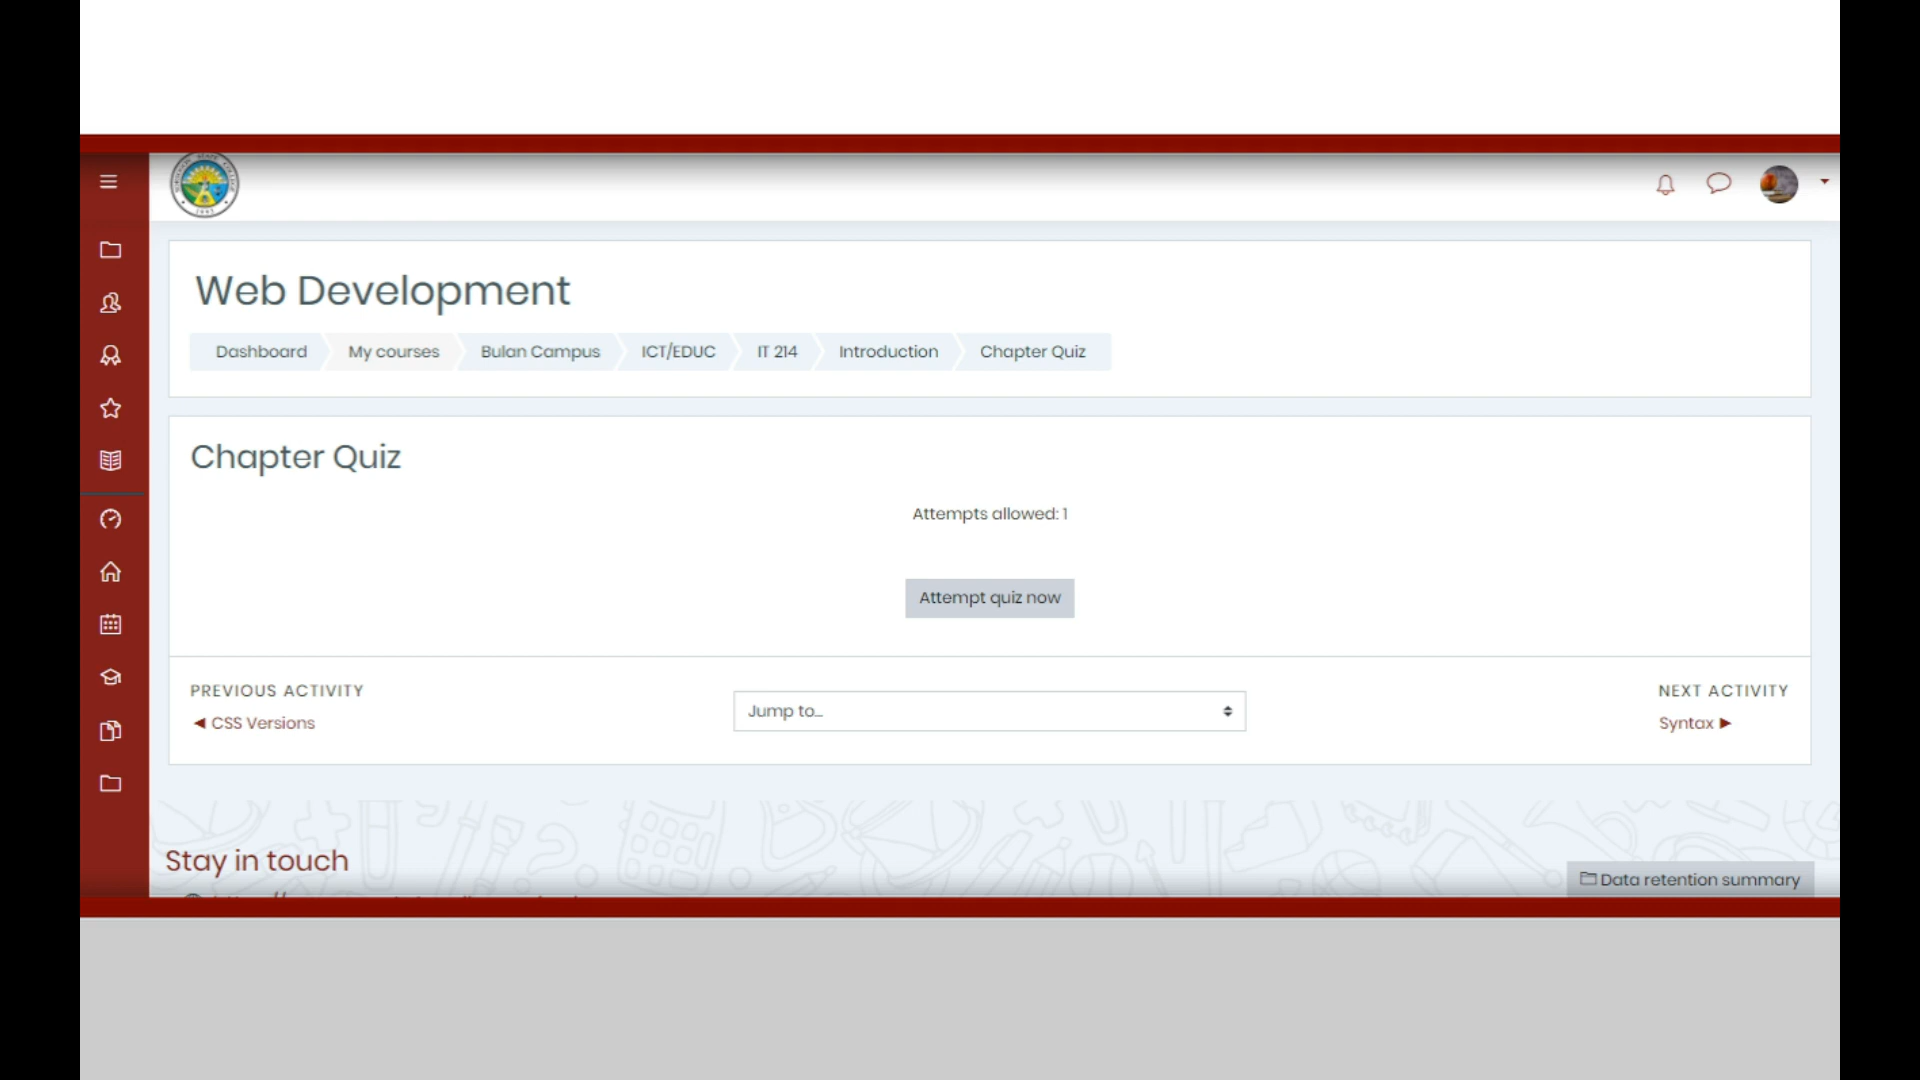 Web Development
Dashboard My courses Bulan Campus ICT/EDUC IT 214 Introduction Chapter Quiz
Chapter Quiz
Attempts allowed: 1
Attempt quiz now
PREVIOUS ACTIVITY
◄ CSS Versions
Jump to...
NEXT ACTIVITY
Syntax ►
Stay in touch
Data retention summary